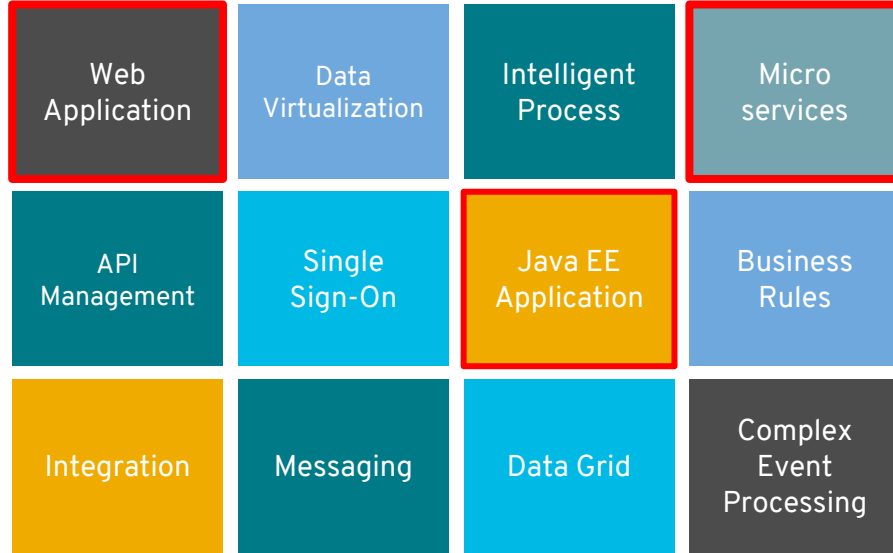 Web
Application
Data
Virtualization
Intelligent
Process
Micro
services
API
Management
Single
Sign-On
Java EE
Application
Business
Rules
Integration
Messaging
Data Grid
Complex
Event
Processing